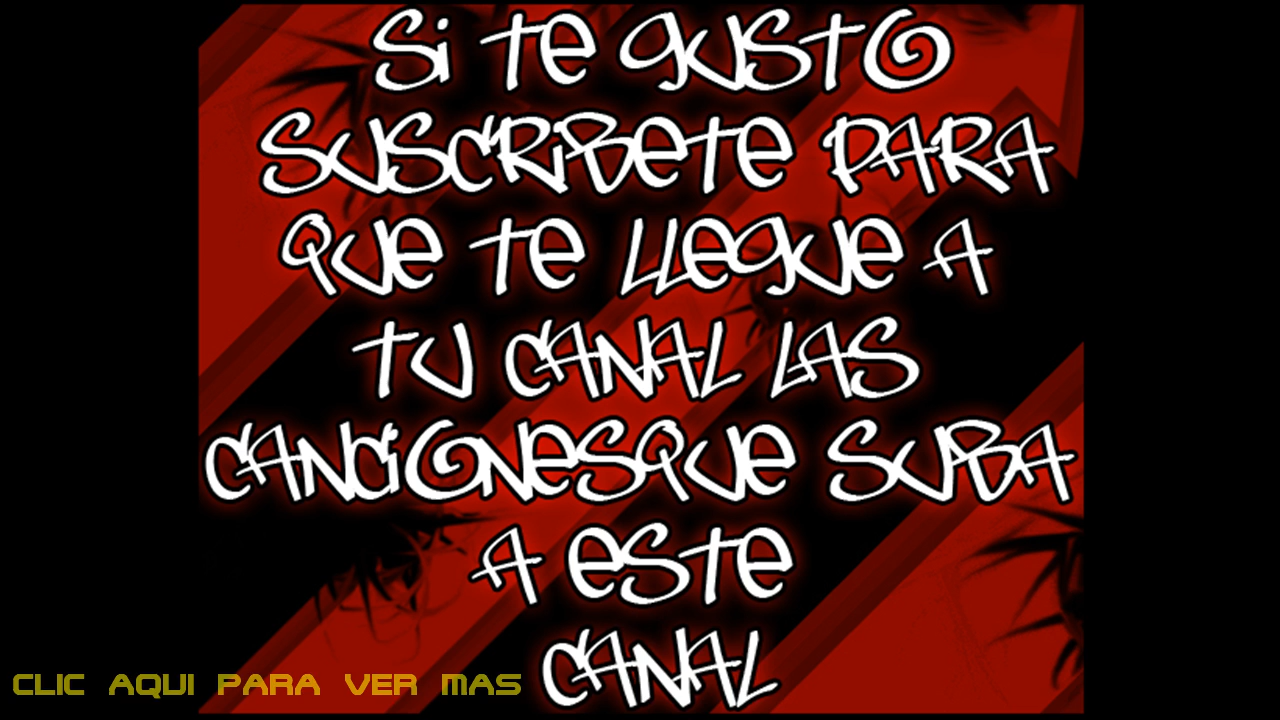 Si Te gusto
suscribete para
que te llegue a
tu canal las
cancionesque suba
a este
canal
CLIC AQUI PARA VER MAS